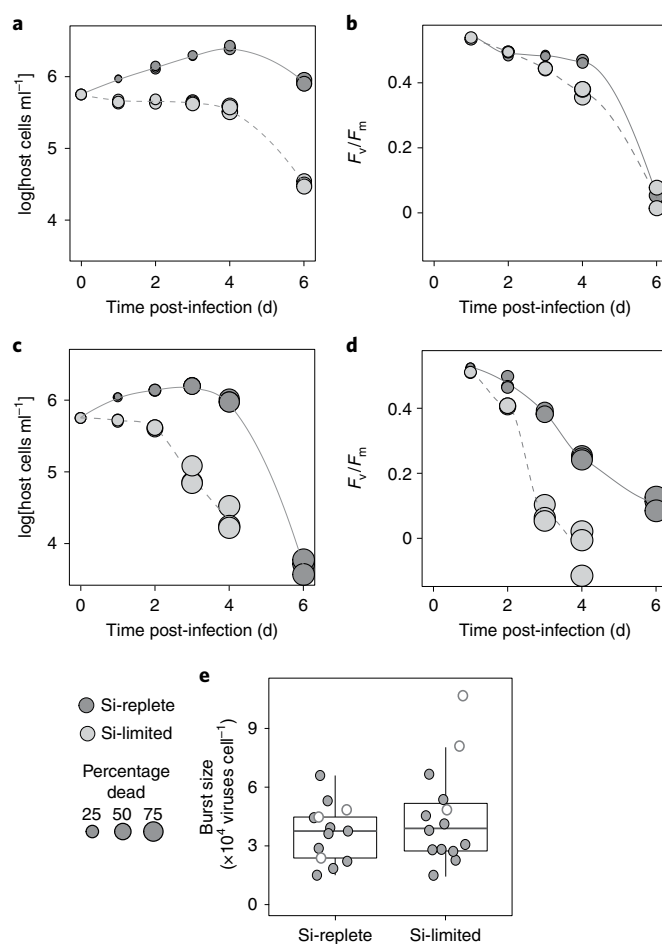 a
b
6
5
4
log[host cells ml⁻¹]
0 2 4 6
Time post-infection (d)
0.4
0.2
0
Fᵥ/Fₘ
0 2 4 6
Time post-infection (d)
c
d
6
5
4
log[host cells ml⁻¹]
0 2 4 6
Time post-infection (d)
0.4
0.2
0
Fᵥ/Fₘ
0 2 4 6
Time post-infection (d)
Si-replete
Si-limited
Percentage
dead
25 50 75
e
9
6
3
0
Burst size
(×10⁴ viruses cell⁻¹)
Si-replete Si-limited